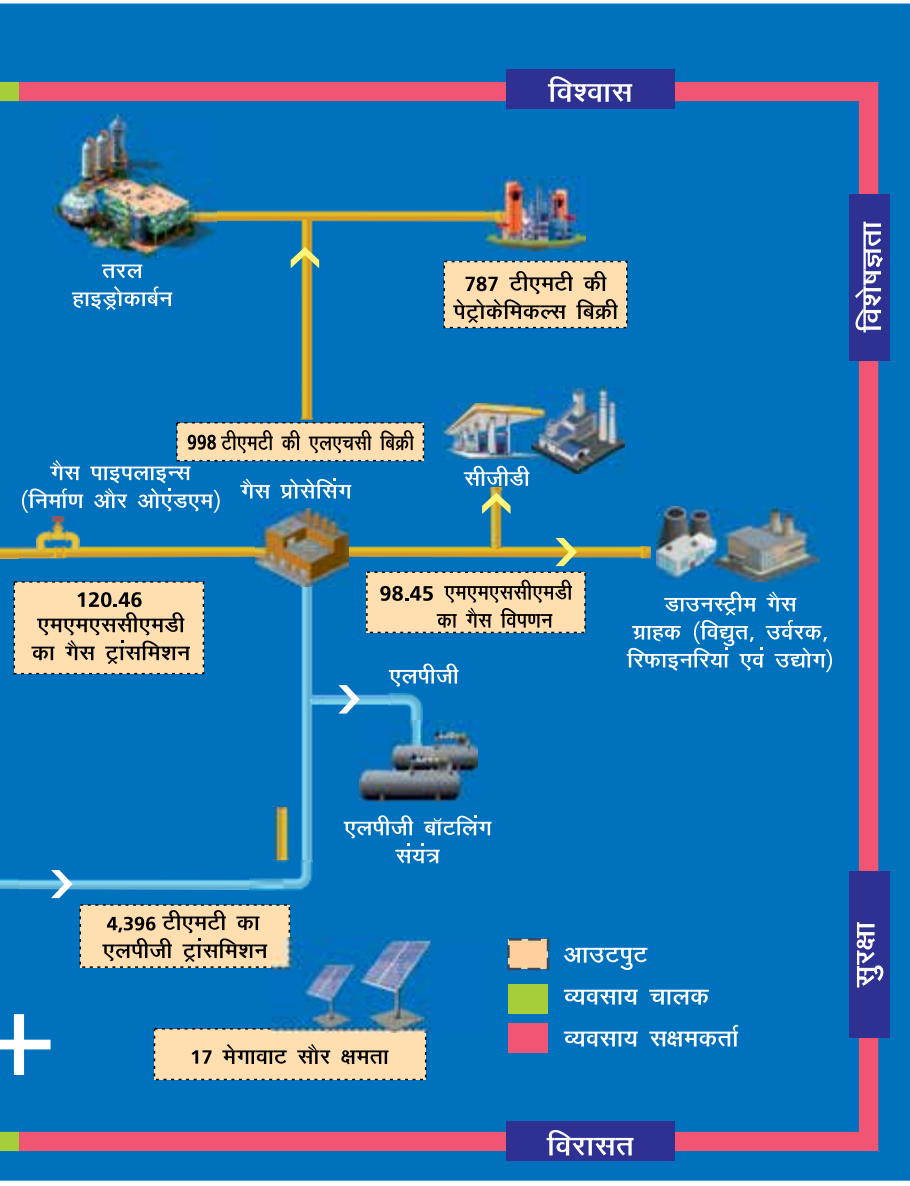 विश्वास
विशेषज्ञता
तरल
हाइड्रोकार्बन
787 टीएमटी की
पेट्रोकेमिकल्स बिक्री
998 टीएमटी की एलएचसी बिक्री
सीजीडी
गैस पाइपलाइन्स
(निर्माण और ओएंडएम)
गैस प्रोसेसिंग
120.46
एमएमएससीएमडी
का गैस ट्रांसमिशन
98.45 एमएमएससीएमडी
का गैस विपणन
डाउनस्ट्रीम गैस
ग्राहक (विद्युत, उर्वरक,
रिफाइनरियां एवं उद्योग)
एलपीजी
एलपीजी बॉटलिंग
संयंत्र
4,396 टीएमटी का
एलपीजी ट्रांसमिशन
17 मेगावाट सौर क्षमता
आउटपुट
व्यवसाय चालक
व्यवसाय सक्षमकर्ता
सुरक्षा
विरासत